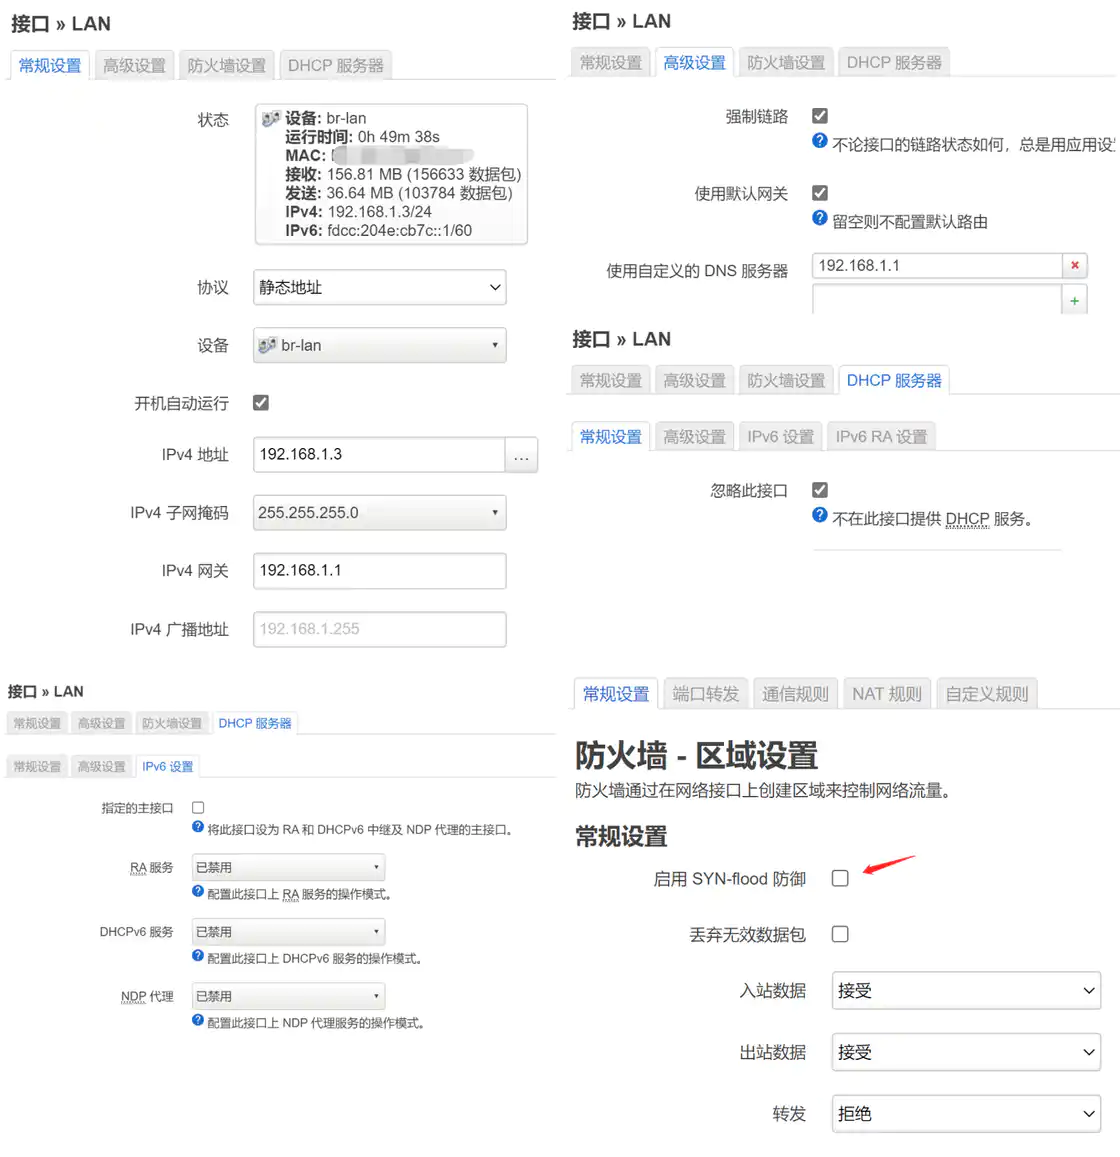 接口 » LAN
常规设置 高级设置 防火墙设置 DHCP 服务器
状态
设备: br-lan
运行时间: 0h 49m 38s
MAC:
接收: 156.81 MB (156633 数据包)
发送: 36.64 MB (103784 数据包)
IPv4: 192.168.1.3/24
IPv6: fdcc:204e:cb7c::1/60
协议 静态地址
设备 br-lan
开机自动运行
IPv4 地址 192.168.1.3 ...
IPv4 子网掩码 255.255.255.0
IPv4 网关 192.168.1.1
IPv4 广播地址 192.168.1.255
接口 » LAN
常规设置 高级设置 防火墙设置 DHCP 服务器
强制链路
不论接口的链路状态如何，总是用应用设
使用默认网关
留空则不配置默认路由
使用自定义的 DNS 服务器 192.168.1.1 ×
+
接口 » LAN
常规设置 高级设置 防火墙设置 DHCP 服务器
常规设置 高级设置 IPv6 设置 IPv6 RA 设置
忽略此接口
不在此接口提供 DHCP 服务。
接口 » LAN
常规设置 高级设置 防火墙设置 DHCP 服务器
常规设置 高级设置 IPv6 设置
指定的主接口
将此接口设为 RA 和 DHCPv6 中继及 NDP 代理的主接口。
RA 服务 已禁用
配置此接口上 RA 服务的操作模式。
DHCPv6 服务 已禁用
配置此接口上 DHCPv6 服务的操作模式。
NDP 代理 已禁用
配置此接口上 NDP 代理服务的操作模式。
常规设置 端口转发 通信规则 NAT 规则 自定义规则
防火墙 - 区域设置
防火墙通过在网络接口上创建区域来控制网络流量。
常规设置
启用 SYN-flood 防御
丢弃无效数据包
入站数据 接受
出站数据 接受
转发 拒绝